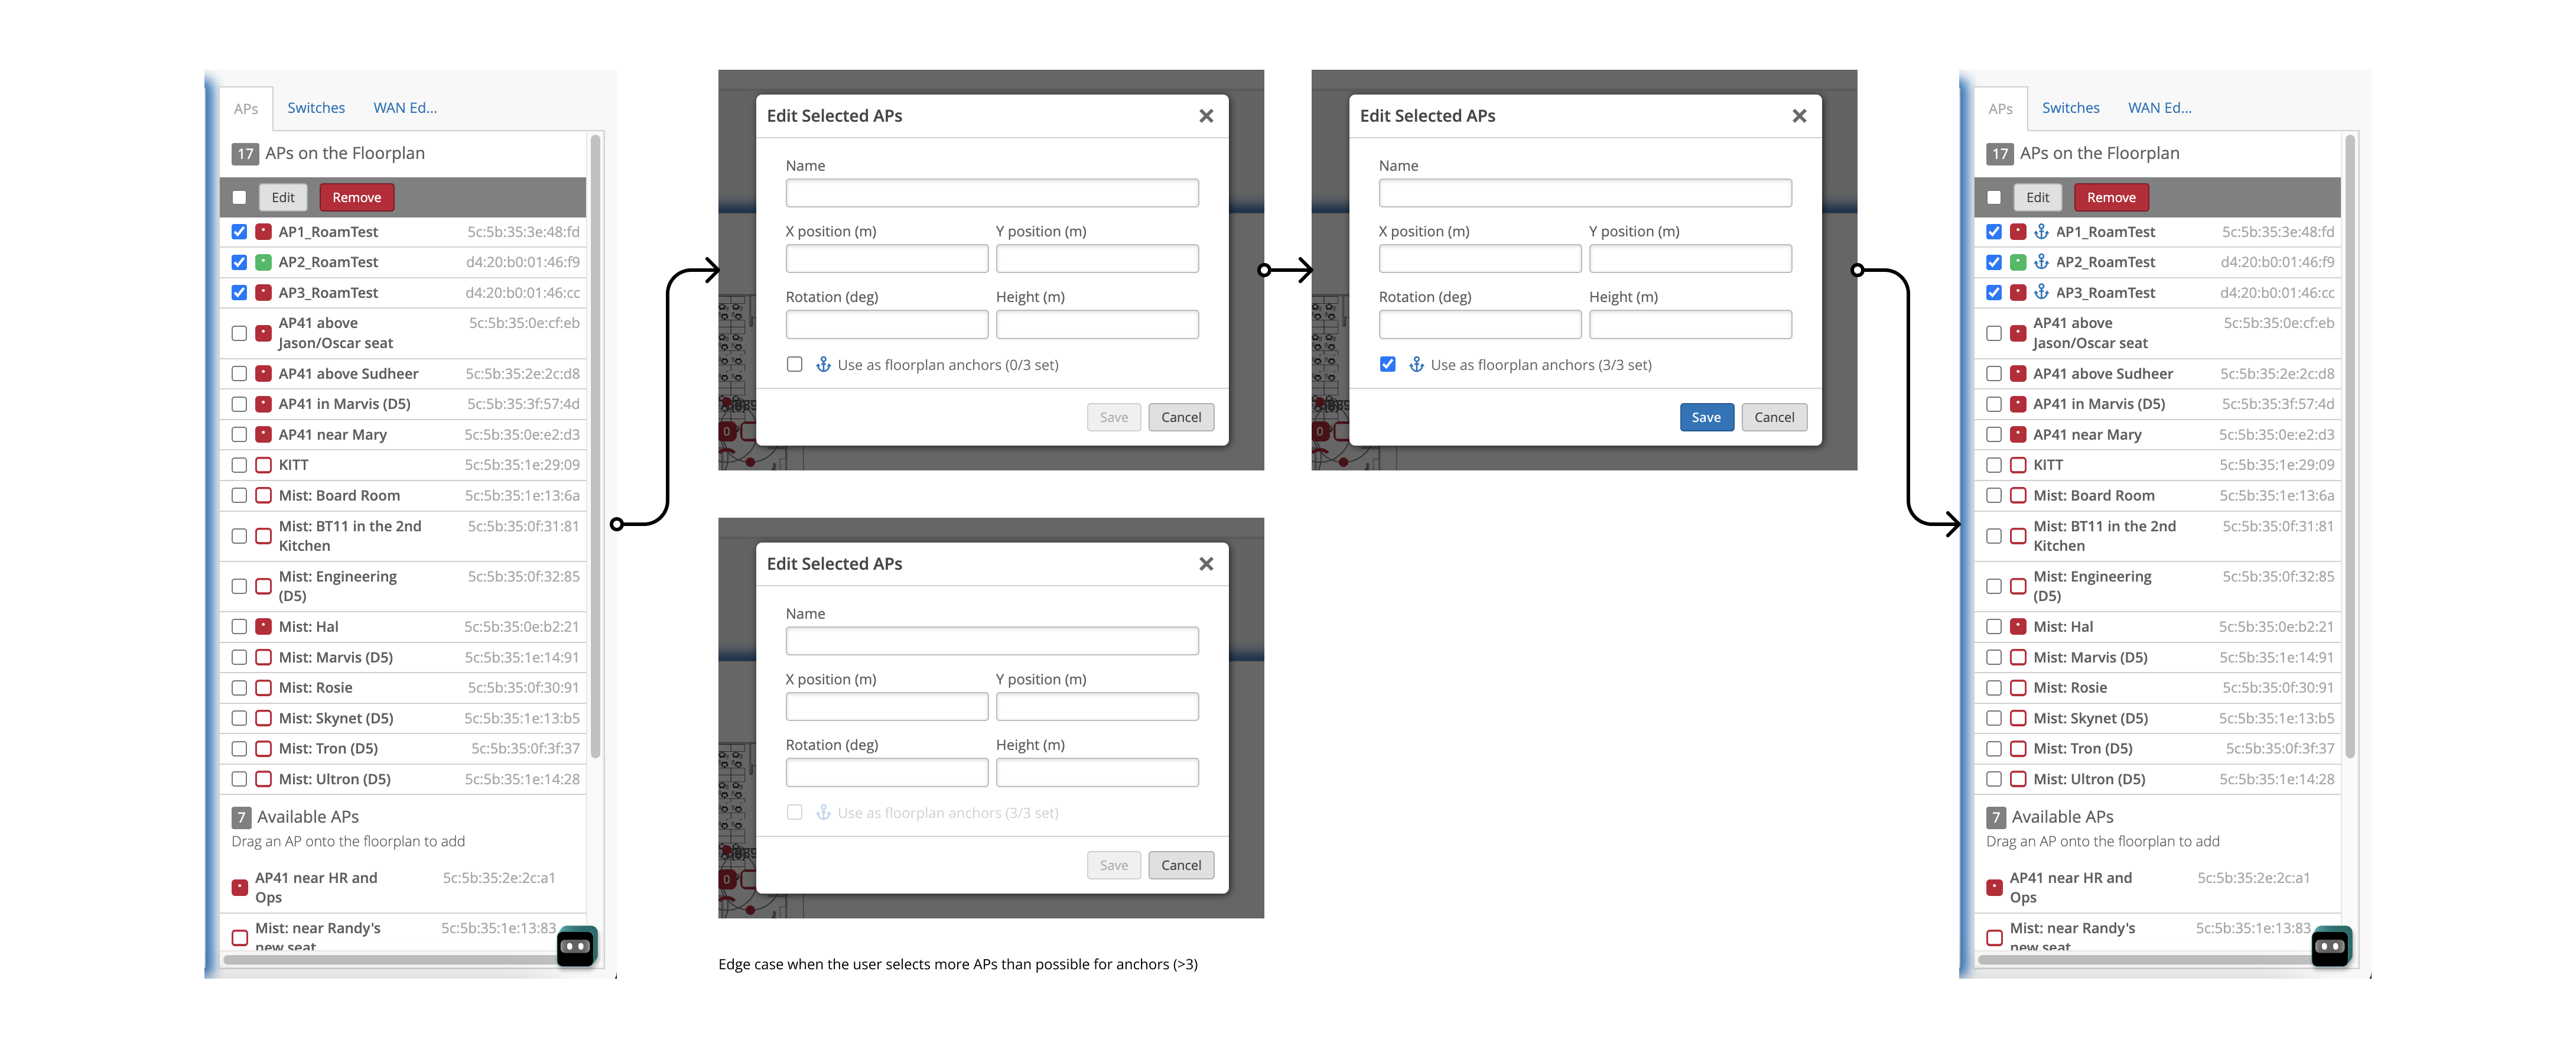 APs Switches WAN Ed...
17 APs on the Floorplan
Edit Remove
AP1_RoamTest 5c:5b:35:3e:48:fd
AP2_RoamTest d4:20:b0:01:46:f9
AP3_RoamTest d4:20:b0:01:46:cc
AP41 above 5c:5b:35:0e:cf:eb
Jason/Oscar seat
AP41 above Sudheer 5c:5b:35:2e:2c:d8
AP41 in Marvis (D5) 5c:5b:35:3f:57:4d
AP41 near Mary 5c:5b:35:0e:e2:d3
KITT 5c:5b:35:1e:29:09
Mist: Board Room 5c:5b:35:1e:13:6a
Mist: BT11 in the 2nd 5c:5b:35:0f:31:81
Kitchen
Mist: Engineering 5c:5b:35:0f:32:85
(D5)
Mist: Hal 5c:5b:35:0e:b2:21
Mist: Marvis (D5) 5c:5b:35:1e:14:91
Mist: Rosie 5c:5b:35:0f:30:91
Mist: Skynet (D5) 5c:5b:35:1e:13:b5
Mist: Tron (D5) 5c:5b:35:0f:3f:37
Mist: Ultron (D5) 5c:5b:35:1e:14:28
7 Available APs
Drag an AP onto the floorplan to add
AP41 near HR and 5c:5b:35:2e:2c:a1
Ops
Mist: near Randy's 5c:5b:35:1e:13:83
new seat
Edit Selected APs
Name
X position (m) Y position (m)
Rotation (deg) Height (m)
Use as floorplan anchors (0/3 set)
Save Cancel
Edit Selected APs
Name
X position (m) Y position (m)
Rotation (deg) Height (m)
Use as floorplan anchors (3/3 set)
Save Cancel
Edit Selected APs
Name
X position (m) Y position (m)
Rotation (deg) Height (m)
Use as floorplan anchors (3/3 set)
Save Cancel
Edge case when the user selects more APs than possible for anchors (>3)
APs Switches WAN Ed...
17 APs on the Floorplan
Edit Remove
AP1_RoamTest 5c:5b:35:3e:48:fd
AP2_RoamTest d4:20:b0:01:46:f9
AP3_RoamTest d4:20:b0:01:46:cc
AP41 above 5c:5b:35:0e:cf:eb
Jason/Oscar seat
AP41 above Sudheer 5c:5b:35:2e:2c:d8
AP41 in Marvis (D5) 5c:5b:35:3f:57:4d
AP41 near Mary 5c:5b:35:0e:e2:d3
KITT 5c:5b:35:1e:29:09
Mist: Board Room 5c:5b:35:1e:13:6a
Mist: BT11 in the 2nd 5c:5b:35:0f:31:81
Kitchen
Mist: Engineering 5c:5b:35:0f:32:85
(D5)
Mist: Hal 5c:5b:35:0e:b2:21
Mist: Marvis (D5) 5c:5b:35:1e:14:91
Mist: Rosie 5c:5b:35:0f:30:91
Mist: Skynet (D5) 5c:5b:35:1e:13:b5
Mist: Tron (D5) 5c:5b:35:0f:3f:37
Mist: Ultron (D5) 5c:5b:35:1e:14:28
7 Available APs
Drag an AP onto the floorplan to add
AP41 near HR and 5c:5b:35:2e:2c:a1
Ops
Mist: near Randy's 5c:5b:35:1e:13:83
new seat